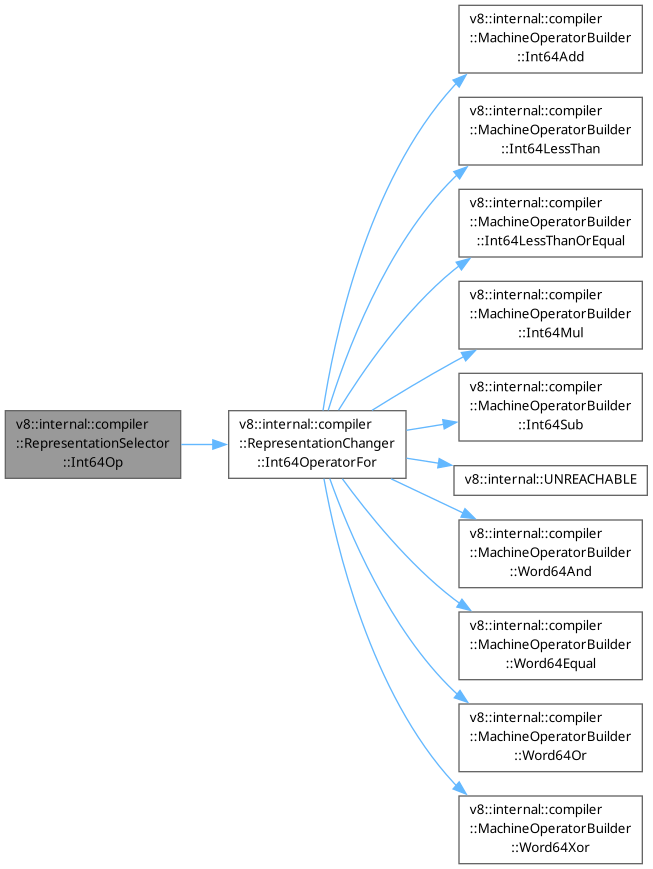 v8::internal::compiler
::MachineOperatorBuilder
::Int64Add
v8::internal::compiler
::MachineOperatorBuilder
::Int64LessThan
v8::internal::compiler
::MachineOperatorBuilder
::Int64LessThanOrEqual
v8::internal::compiler
::MachineOperatorBuilder
::Int64Mul
v8::internal::compiler
::MachineOperatorBuilder
::Int64Sub
v8::internal::compiler
::RepresentationSelector
::Int64Op
v8::internal::compiler
::RepresentationChanger
::Int64OperatorFor
v8::internal::UNREACHABLE
v8::internal::compiler
::MachineOperatorBuilder
::Word64And
v8::internal::compiler
::MachineOperatorBuilder
::Word64Equal
v8::internal::compiler
::MachineOperatorBuilder
::Word64Or
v8::internal::compiler
::MachineOperatorBuilder
::Word64Xor